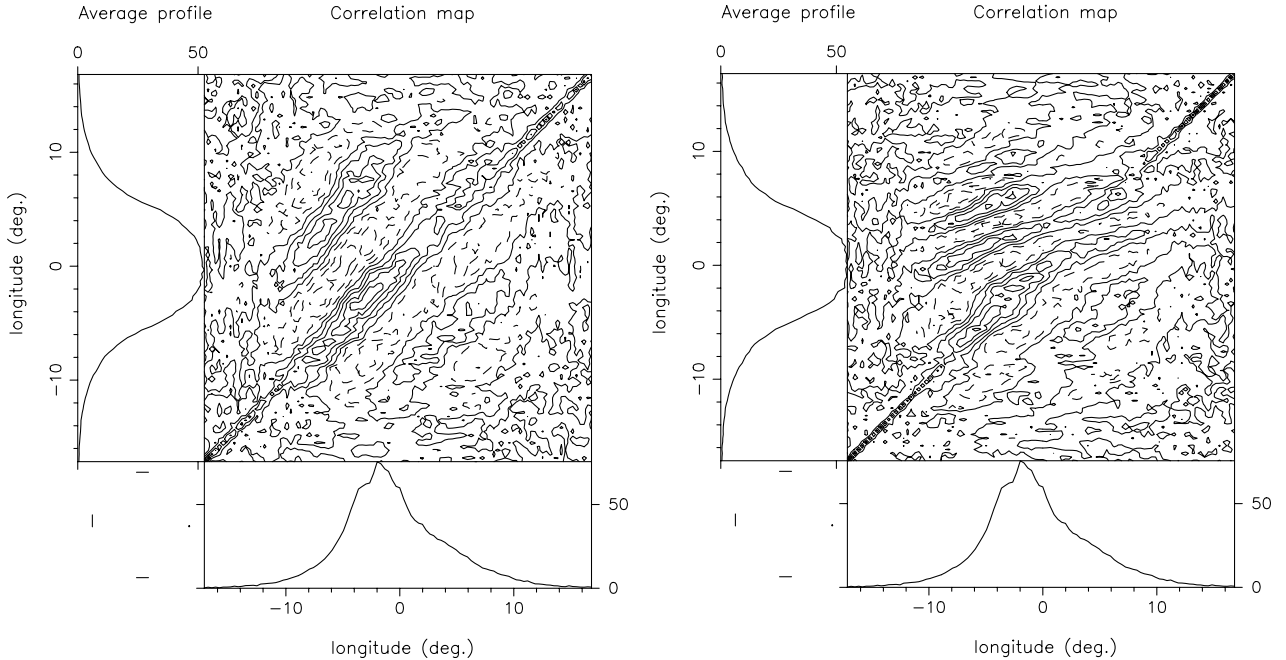 Average profile Correlation map Average profile Correlation map
0 50 0 50
longitude (deg.) 10 0 −10
longitude (deg.) 10 0 −10
50 0
50 0
−10 0 10 −10 0 10
longitude (deg.) longitude (deg.)